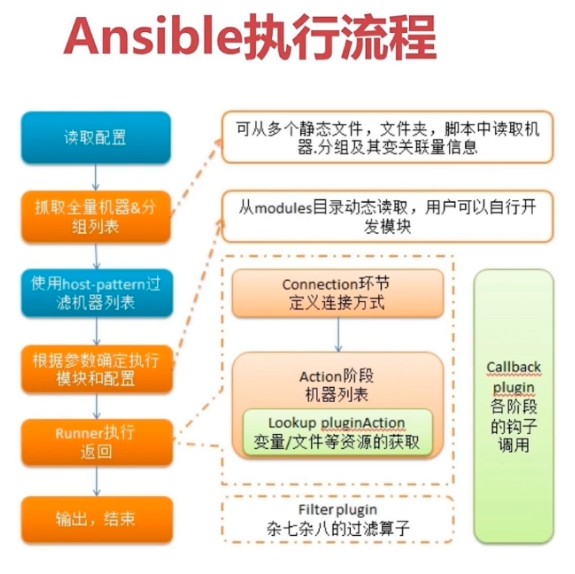 Ansible执行流程
读取配置
可从多个静态文件，文件夹，脚本中读取机
器.分组及其变关联量信息
抓取全量机器&分
组列表
从modules目录动态读取，用户可以自行开
发模块
使用host-pattern过
滤机器列表
Connection环节
定义连接方式
根据参数确定执行
模块和配置
Action阶段
机器列表
Lookup pluginAction
变量/文件等资源的获取
Callback
plugin
各阶段
的钩子
调用
Runner执行
返回
输出，结束
Filter plugin
杂七杂八的过滤算子